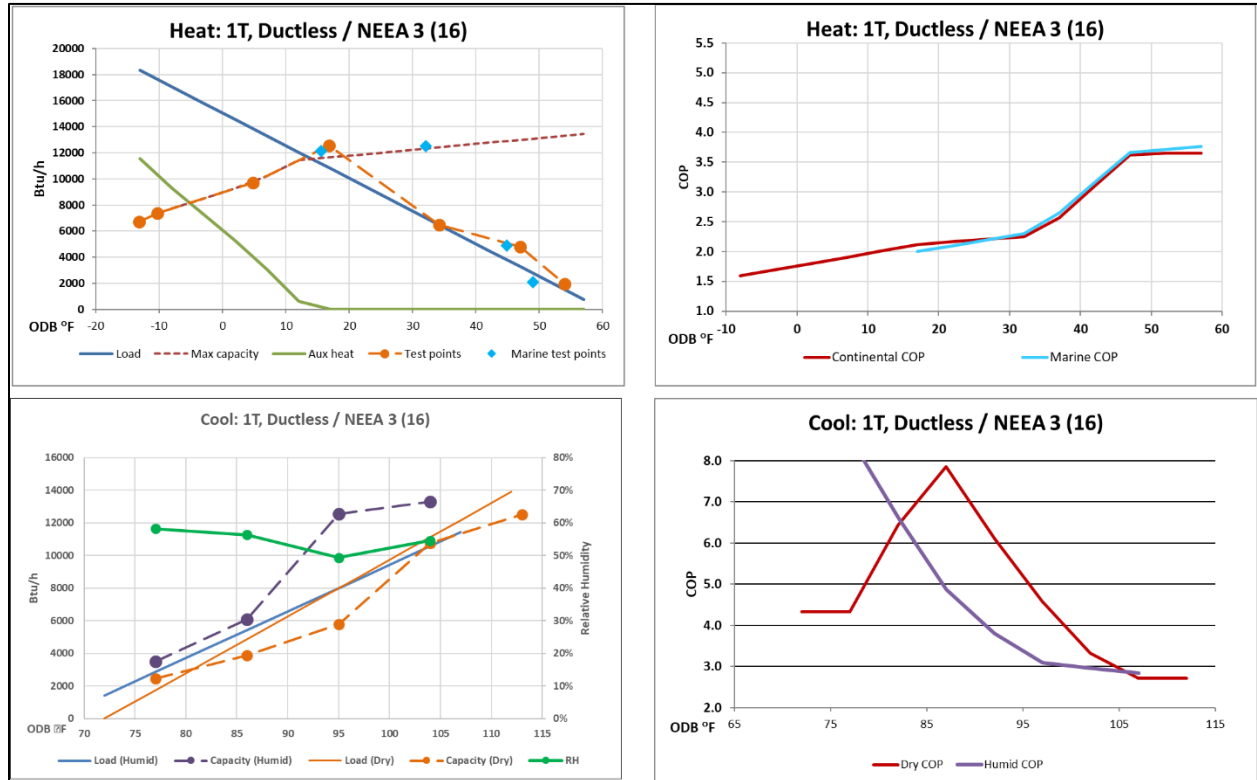 Heat: 1T, Ductless / NEEA 3 (16)
20000
18000
16000
14000
12000
10000
8000
6000
4000
2000
0
Btu/h
-20 -10 0 10 20 30 40 50 60
ODB °F
Load Max capacity Aux heat Test points Marine test points
Heat: 1T, Ductless / NEEA 3 (16)
5.5
5.0
4.5
4.0
3.5
3.0
2.5
2.0
1.5
1.0
COP
-10 0 10 20 30 40 50 60
ODB °F
Continental COP Marine COP
Cool: 1T, Ductless / NEEA 3 (16)
16000
14000
12000
10000
8000
6000
4000
2000
0
Btu/h
80%
70%
60%
50%
40%
30%
20%
10%
0%
Relative Humidity
70 75 80 85 90 95 100 105 110 115
ODB F
Load (Humid) Capacity (Humid) Load (Dry) Capacity (Dry) RH
Cool: 1T, Ductless / NEEA 3 (16)
8.0
7.0
6.0
5.0
4.0
3.0
2.0
COP
65 75 85 95 105 115
ODB °F
Dry COP Humid COP